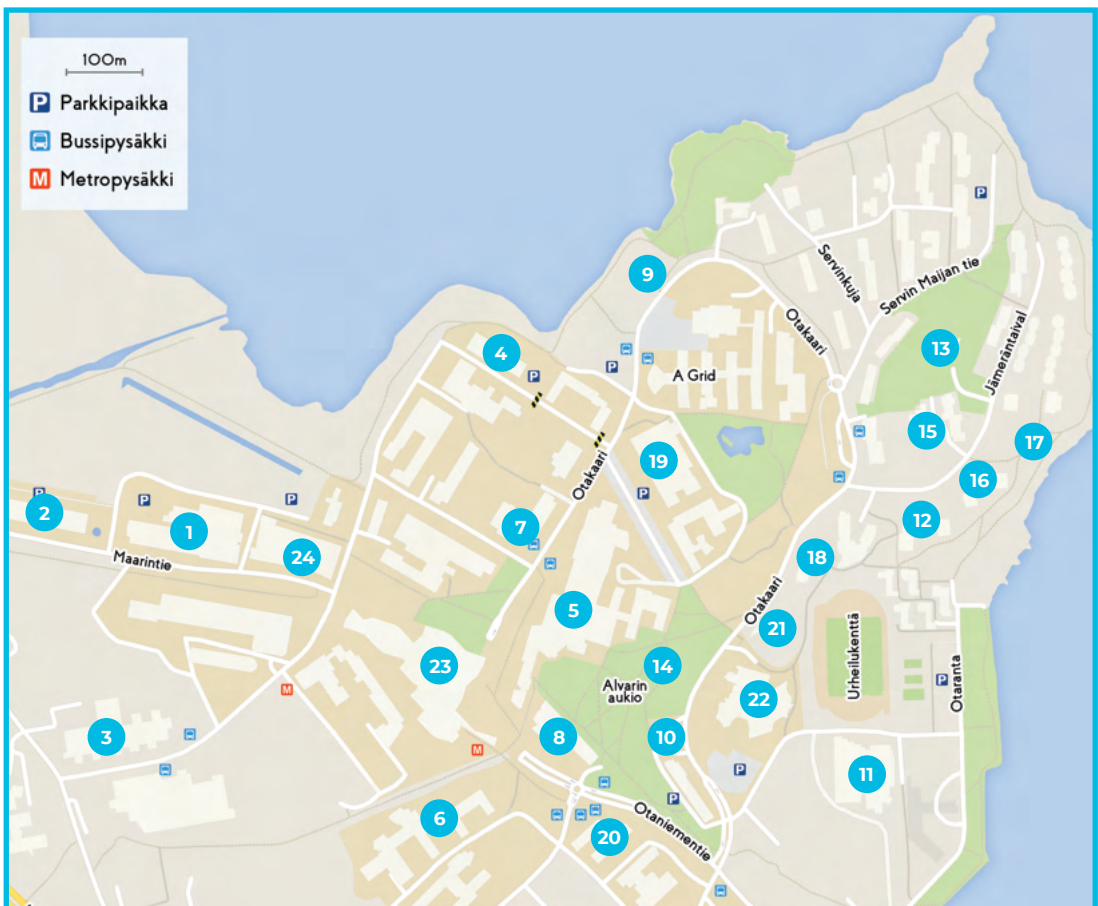 100m
P Parkkipaikka
Bussipysäkki
M Metropysäkki
9
Servinkuja
Servin Maijan tie
P
Otakaari
4
P
P
A Grid
13
Jämeräntaival
15
17
19
Otakaari
P
16
12
P
2
P
1
P
24
Maarintie
7
18
5
Otakaari
21
Urheilukenttä
23
14
Alvarin
aukio
22
P
Otaranta
M
3
8
10
M
P
11
6
P
20
Otaniementie